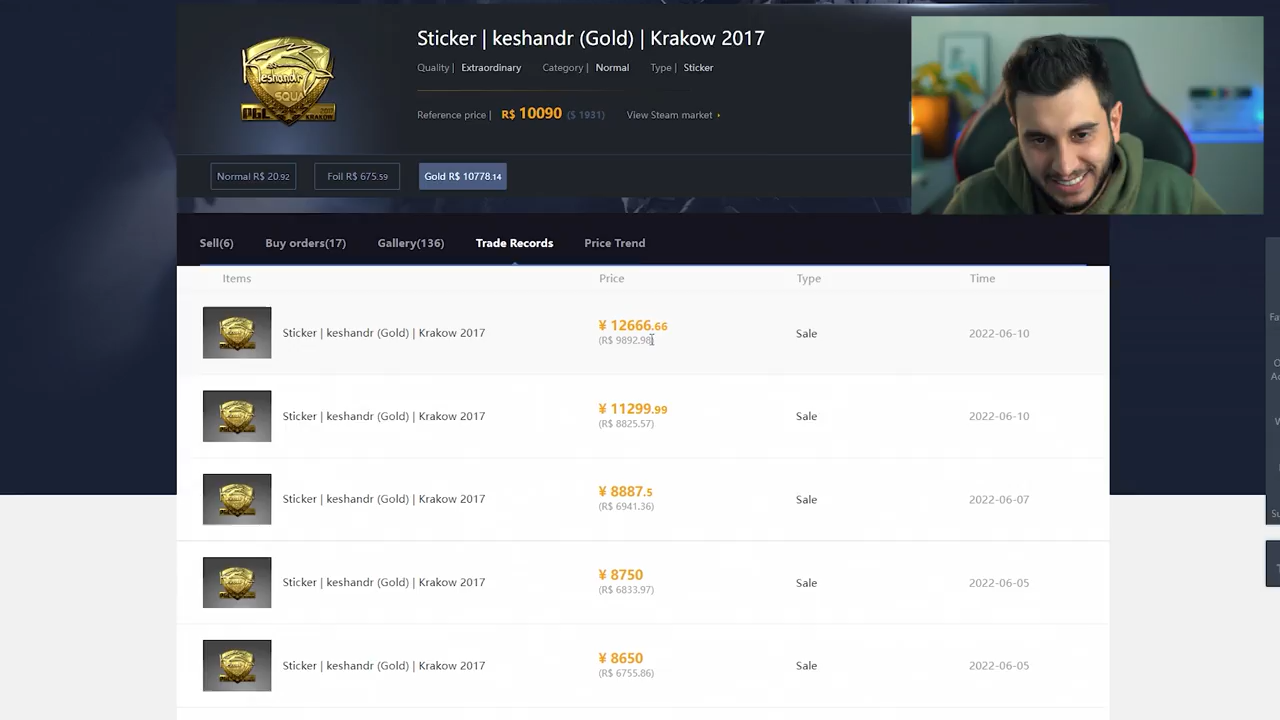 Sticker | keshandr (Gold) | Krakow 2017
Quality | Extraordinary Category | Normal Type | Sticker
Reference price | R$ 10090 ($ 1931) View Steam market
Normal R$ 20.92 Foil R$ 675.59 Gold R$ 10778.14
Sell(6) Buy orders(17) Gallery(136) Trade Records Price Trend
Items Price Type Time
Sticker | keshandr (Gold) | Krakow 2017 ¥ 12666.66 Sale 2022-06-10
(R$ 9892.98)
Sticker | keshandr (Gold) | Krakow 2017 ¥ 11299.99 Sale 2022-06-10
(R$ 8825.57)
Sticker | keshandr (Gold) | Krakow 2017 ¥ 8887.5 Sale 2022-06-07
(R$ 6941.36)
Sticker | keshandr (Gold) | Krakow 2017 ¥ 8750 Sale 2022-06-05
(R$ 6833.97)
Sticker | keshandr (Gold) | Krakow 2017 ¥ 8650 Sale 2022-06-05
(R$ 6755.86)